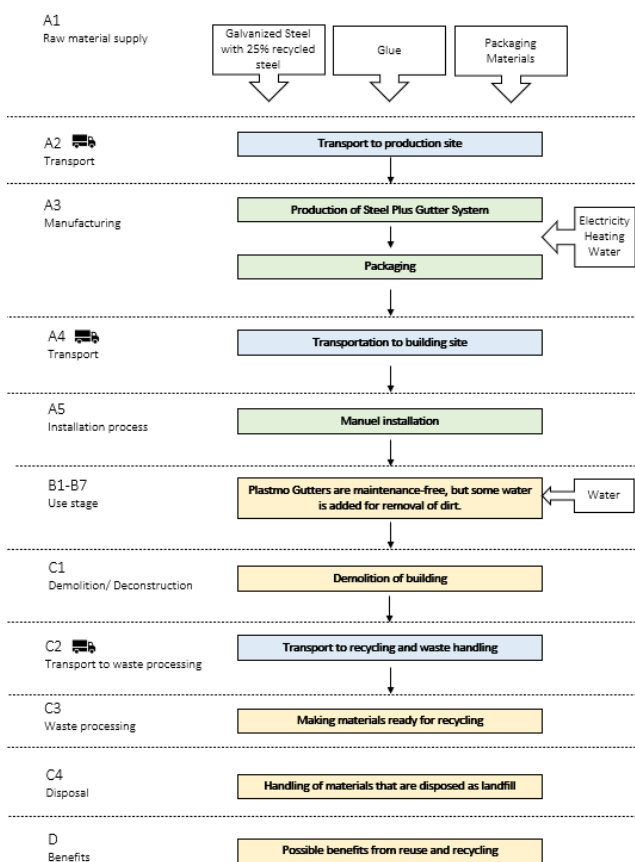 A1
Raw material supply
Galvanized Steel
with 25% recycled
steel
Glue
Packaging
Materials
A2
Transport
Transport to production site
A3
Manufacturing
Production of Steel Plus Gutter System
Electricity
Heating
Water
Packaging
A4
Transport
Transportation to building site
A5
Installation process
Manuel installation
B1-B7
Use stage
Plastmo Gutters are maintenance-free, but some water
is added for removal of dirt.
Water
C1
Demolition/ Deconstruction
Demolition of building
C2
Transport to waste processing
Transport to recycling and waste handling
C3
Waste processing
Making materials ready for recycling
C4
Disposal
Handling of materials that are disposed as landfill
D
Benefits
Possible benefits from reuse and recycling